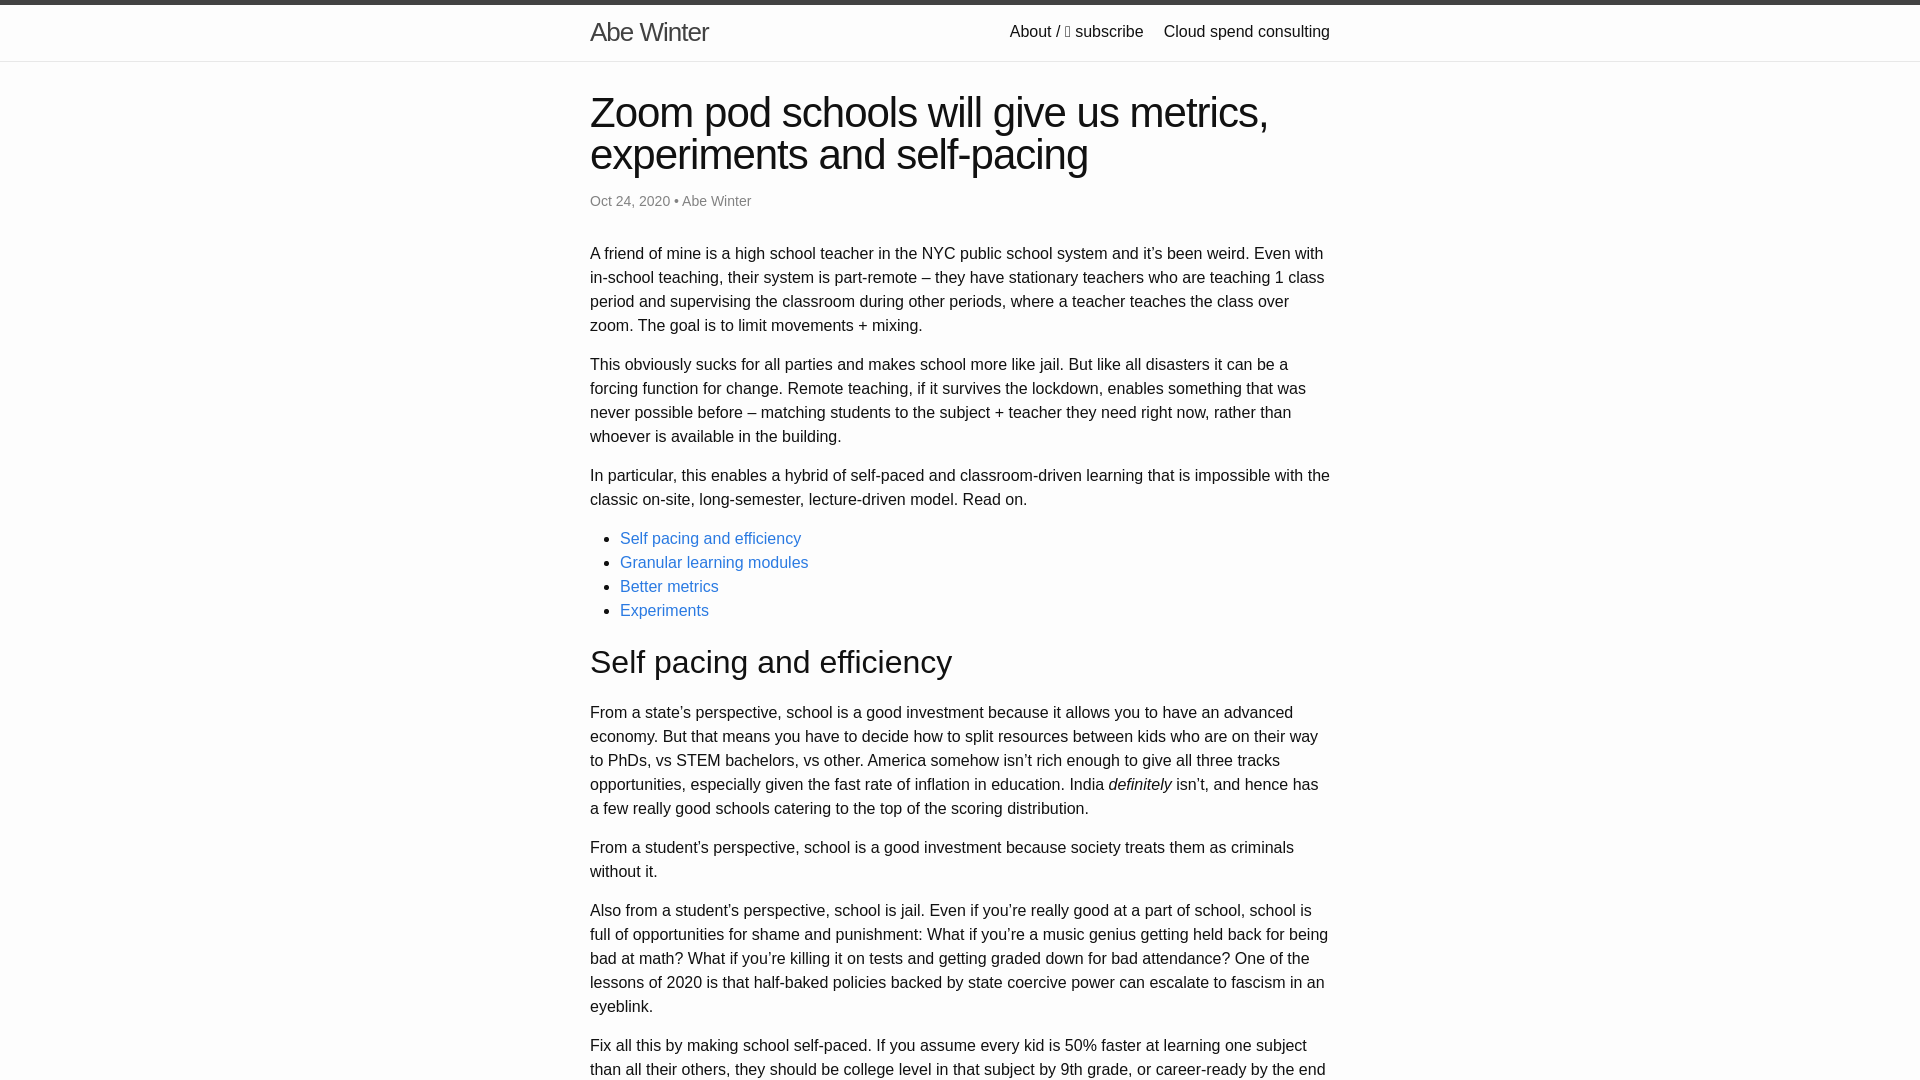 Abe Winter
About / subscribe
Cloud spend consulting
Zoom pod schools will give us metrics,
experiments and self-pacing
Oct 24, 2020 • Abe Winter
A friend of mine is a high school teacher in the NYC public school system and it’s been weird. Even with
in-school teaching, their system is part-remote – they have stationary teachers who are teaching 1 class
period and supervising the classroom during other periods, where a teacher teaches the class over
zoom. The goal is to limit movements + mixing.
This obviously sucks for all parties and makes school more like jail. But like all disasters it can be a
forcing function for change. Remote teaching, if it survives the lockdown, enables something that was
never possible before – matching students to the subject + teacher they need right now, rather than
whoever is available in the building.
In particular, this enables a hybrid of self-paced and classroom-driven learning that is impossible with the
classic on-site, long-semester, lecture-driven model. Read on.
• Self pacing and efficiency
• Granular learning modules
• Better metrics
• Experiments
Self pacing and efficiency
From a state’s perspective, school is a good investment because it allows you to have an advanced
economy. But that means you have to decide how to split resources between kids who are on their way
to PhDs, vs STEM bachelors, vs other. America somehow isn’t rich enough to give all three tracks
opportunities, especially given the fast rate of inflation in education. India definitely isn’t, and hence has
a few really good schools catering to the top of the scoring distribution.
From a student’s perspective, school is a good investment because society treats them as criminals
without it.
Also from a student’s perspective, school is jail. Even if you’re really good at a part of school, school is
full of opportunities for shame and punishment: What if you’re a music genius getting held back for being
bad at math? What if you’re killing it on tests and getting graded down for bad attendance? One of the
lessons of 2020 is that half-baked policies backed by state coercive power can escalate to fascism in an
eyeblink.
Fix all this by making school self-paced. If you assume every kid is 50% faster at learning one subject
than all their others, they should be college level in that subject by 9th grade, or career-ready by the end